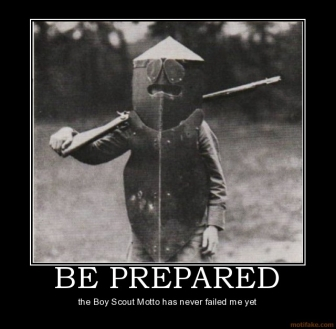 BE PREPARED
the Boy Scout Motto has never failed me yet
motifake.com